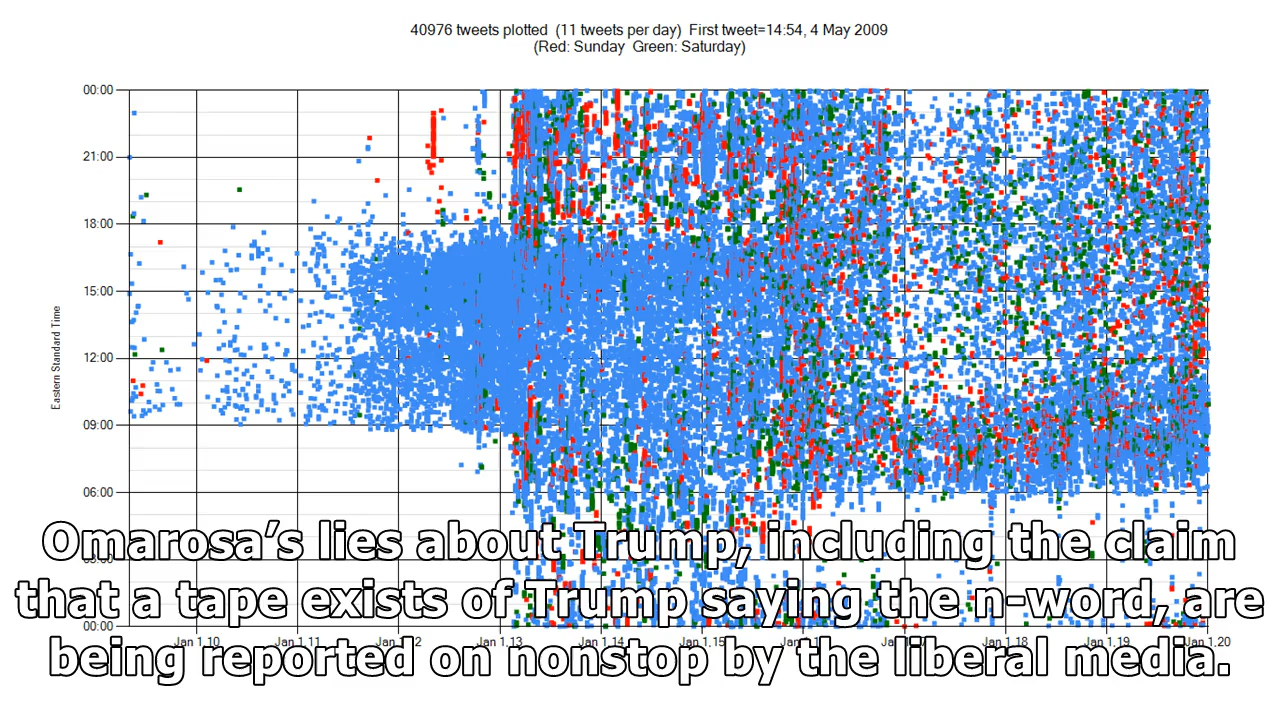 40976 tweets plotted (11 tweets per day) First tweet=14:54, 4 May 2009
(Red: Sunday Green: Saturday)
00:00
21:00
18:00
15:00
12:00
09:00
06:00
03:00
00:00
Eastern Standard Time
Jan 1,10
Jan 1,11
Jan 1,13
Jan 1,14
Jan 1,15
Jan 1,18
Jan 1,19
Jan 1,20
Omarosa’s lies about Trump, including the claim
that a tape exists of Trump saying the n-word, are
being reported on nonstop by the liberal media.